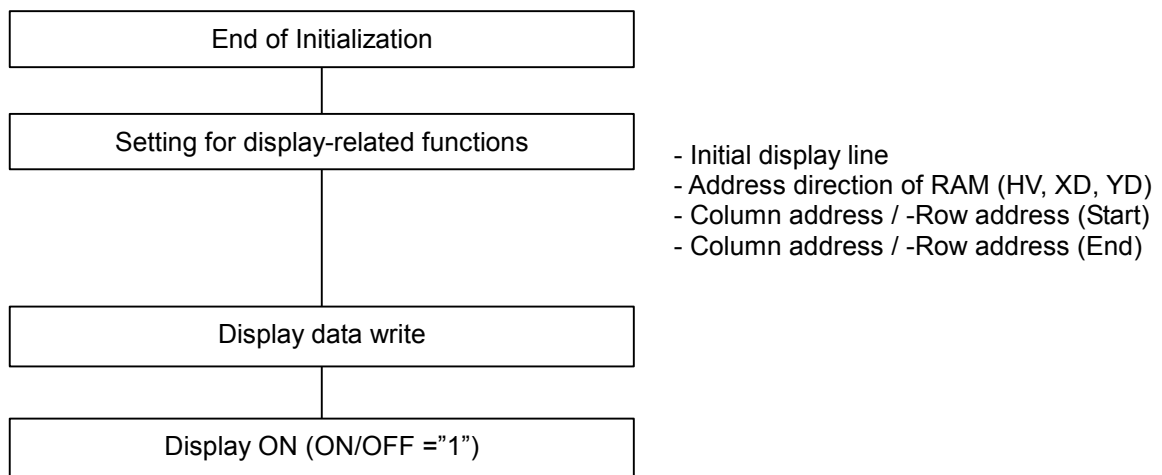 End of Initialization
Setting for display-related functions
- Initial display line
- Address direction of RAM (HV, XD, YD)
- Column address / -Row address (Start)
- Column address / -Row address (End)
Display data write
Display ON (ON/OFF =”1”)